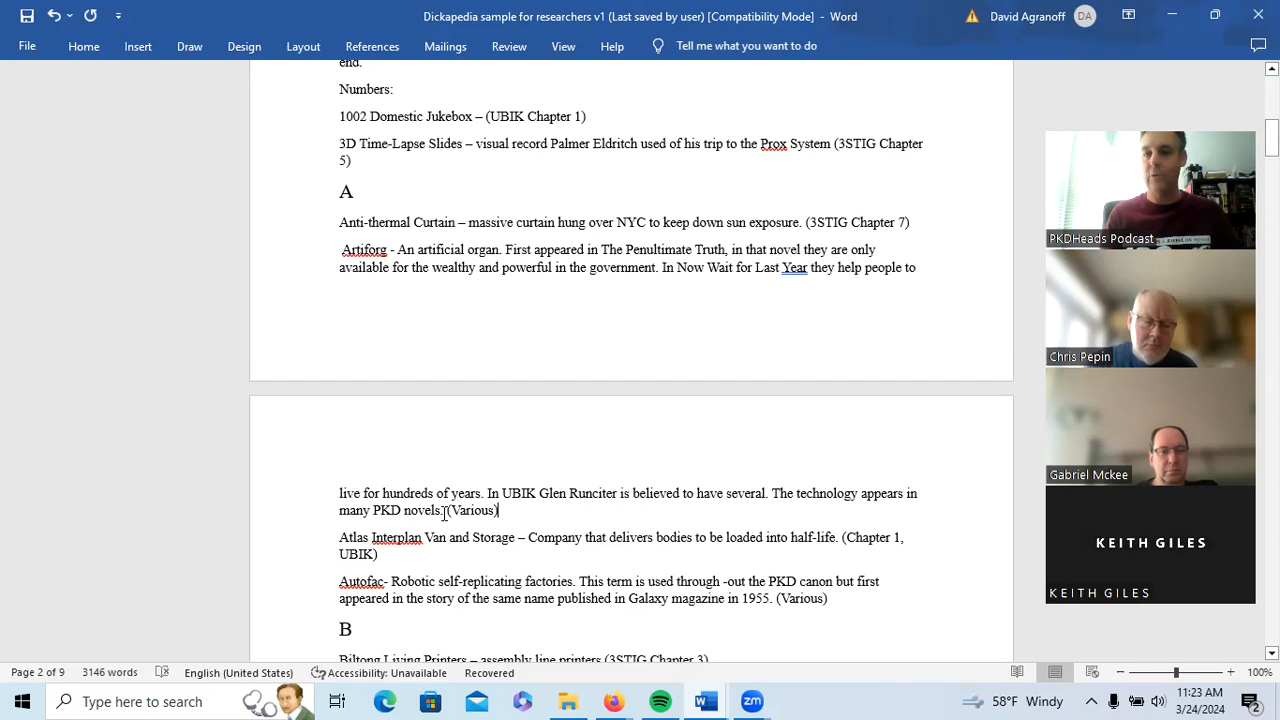 Dickapedia sample for researchers v1 (Last saved by user) [Compatibility Mode] - Word
David Agranoff
DA
File
Home
Insert
Draw
Design
Layout
References
Mailings
Review
View
Help
Tell me what you want to do
end.
Numbers:
1002 Domestic Jukebox – (UBIK Chapter 1)
3D Time-Lapse Slides – visual record Palmer Eldritch used of his trip to the Prox System (3STIG Chapter
5)
A
Anti-thermal Curtain – massive curtain hung over NYC to keep down sun exposure. (3STIG Chapter 7)
Artiforg - An artificial organ. First appeared in The Penultimate Truth, in that novel they are only
available for the wealthy and powerful in the government. In Now Wait for Last Year they help people to
live for hundreds of years. In UBIK Glen Runciter is believed to have several. The technology appears in
many PKD novels. (Various)
Atlas Interplan Van and Storage – Company that delivers bodies to be loaded into half-life. (Chapter 1,
UBIK)
Autofac- Robotic self-replicating factories. This term is used through -out the PKD canon but first
appeared in the story of the same name published in Galaxy magazine in 1955. (Various)
B
Biltong Living Printers – assembly line printers (3STIG Chapter 3)
PKDHeads Podcast
Chris Pepin
Gabriel Mckee
KEITH GILES
KEITH GILES
Page 2 of 9
3146 words
English (United States)
Accessibility: Unavailable
Recovered
100%
Type here to search
58°F Windy
11:23 AM
3/24/2024
2